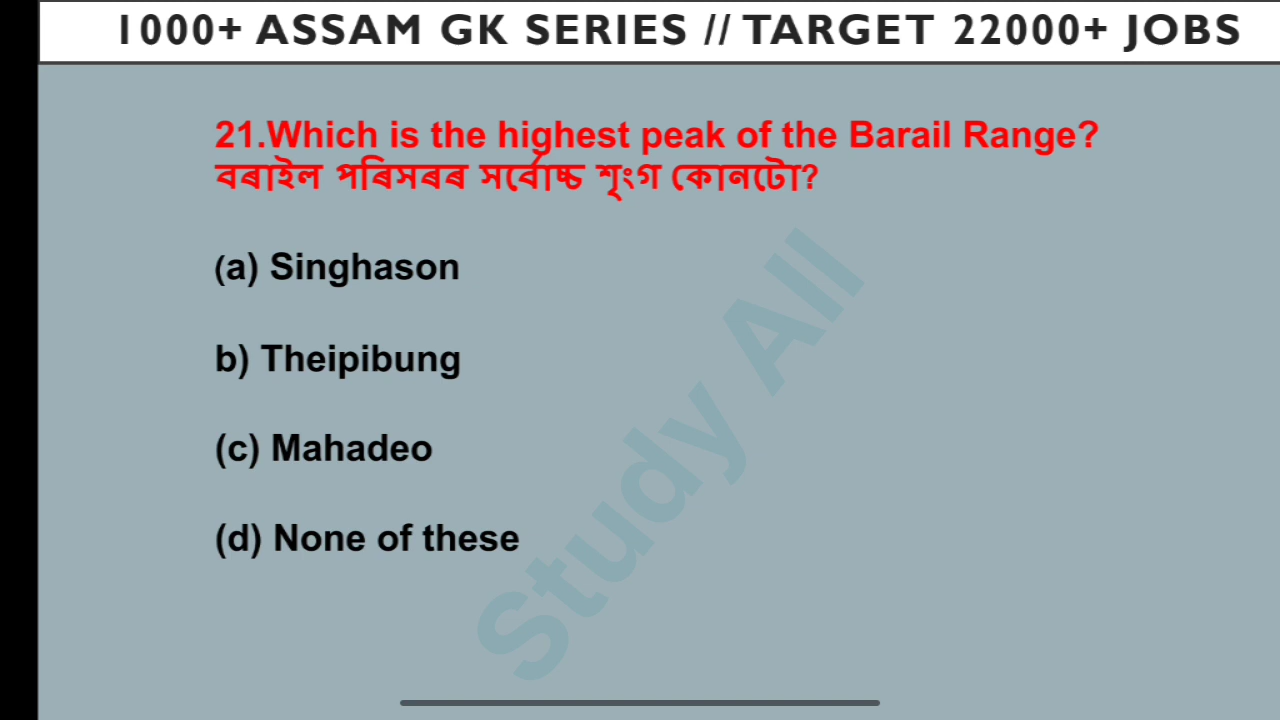 1000+ ASSAM GK SERIES // TARGET 22000+ JOBS
21.Which is the highest peak of the Barail Range?
বৰাইল পৰিসৰৰ সৰ্বোচ্চ শৃংগ কোনটো?
(a) Singhason
b) Theipibung
(c) Mahadeo
(d) None of these
Study All